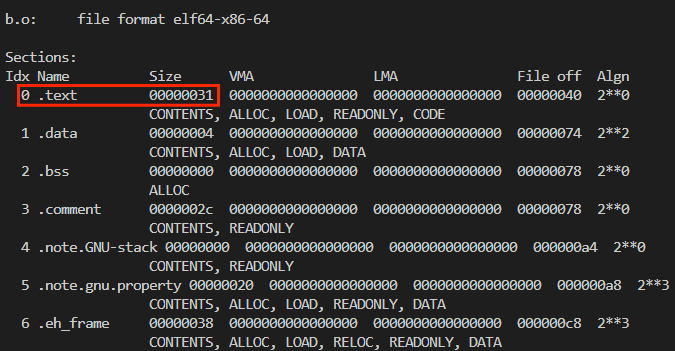 b.o:     file format elf64-x86-64
Sections:
Idx Name          Size      VMA               LMA               File off  Algn
  0 .text         00000031  0000000000000000  0000000000000000  00000040  2**0
                  CONTENTS, ALLOC, LOAD, READONLY, CODE
  1 .data         00000004  0000000000000000  0000000000000000  00000074  2**2
                  CONTENTS, ALLOC, LOAD, DATA
  2 .bss          00000000  0000000000000000  0000000000000000  00000078  2**0
                  ALLOC
  3 .comment      0000002c  0000000000000000  0000000000000000  00000078  2**0
                  CONTENTS, READONLY
  4 .note.GNU-stack 00000000  0000000000000000  0000000000000000  000000a4  2**0
                  CONTENTS, READONLY
  5 .note.gnu.property 00000020  0000000000000000  0000000000000000  000000a8  2**3
                  CONTENTS, ALLOC, LOAD, READONLY, DATA
  6 .eh_frame     00000038  0000000000000000  0000000000000000  000000c8  2**3
                  CONTENTS, ALLOC, LOAD, RELOC, READONLY, DATA